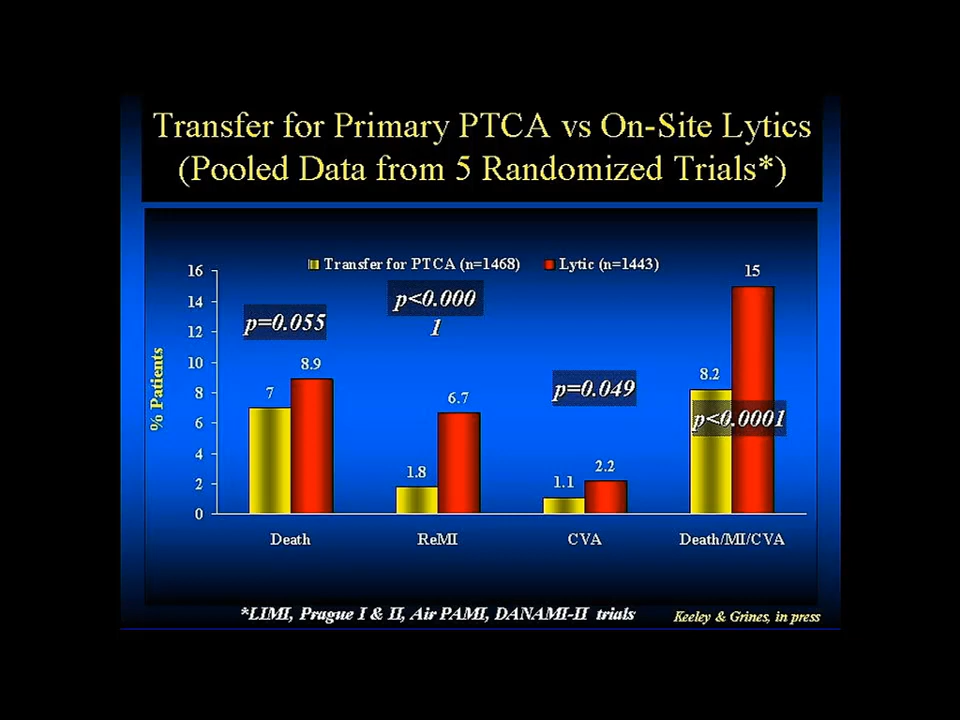 Transfer for Primary PTCA vs On-Site Lytics
(Pooled Data from 5 Randomized Trials*)
Transfer for PTCA (n=1468) Lytic (n=1443)
% Patients
16
14
12
10
8
6
4
2
0
p=0.055
7
8.9
p<0.000
1
1.8
6.7
p=0.049
1.1
2.2
8.2
15
p<0.0001
Death ReMI CVA Death/MI/CVA
*LIMI, Prague I & II, Air PAMI, DANAMI-II trials
Keeley & Grines, in press